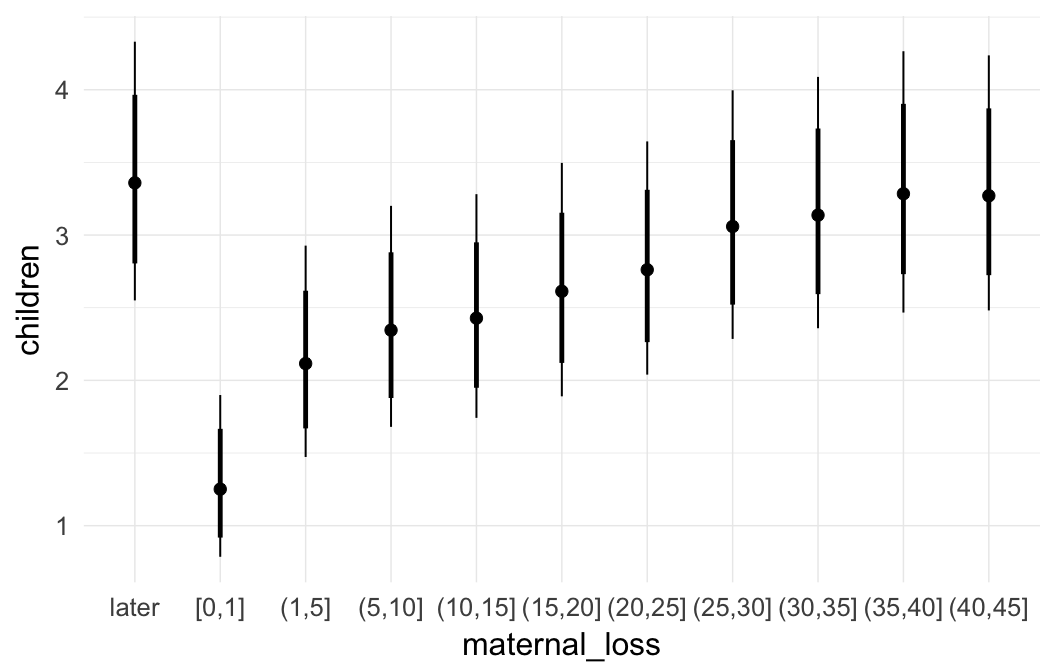 children
4
3
2
1
later [0,1] (1,5] (5,10] (10,15] (15,20] (20,25] (25,30] (30,35] (35,40] (40,45]
maternal_loss